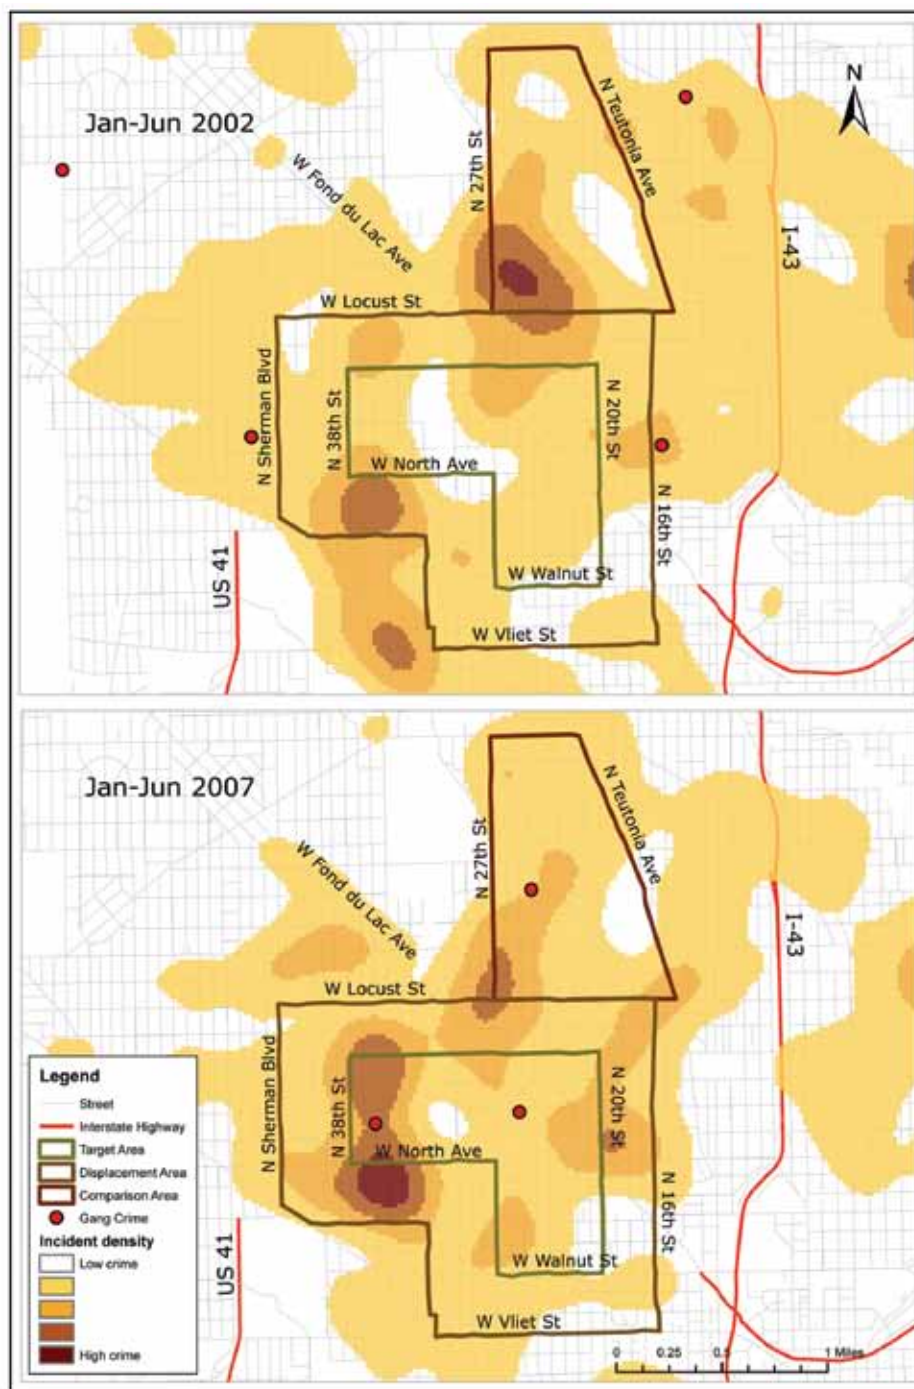 Jan-Jun 2002
N
N 27th St
N Teutonia Ave
W Fond du Lac Ave
I-43
W Locust St
N Sherman Blvd
N 38th St
N 20th St
W North Ave
N 16th St
US 41
W Walnut St
W Vliet St
Jan-Jun 2007
N 27th St
N Teutonia Ave
W Fond du Lac Ave
I-43
W Locust St
N Sherman Blvd
N 38th St
N 20th St
W North Ave
N 16th St
US 41
W Walnut St
W Vliet St
Legend
Street
Interstate Highway
Target Area
Displacement Area
Comparison Area
Gang Crime
Incident density
Low crime
High crime
0 0.25 0.5 1 Miles